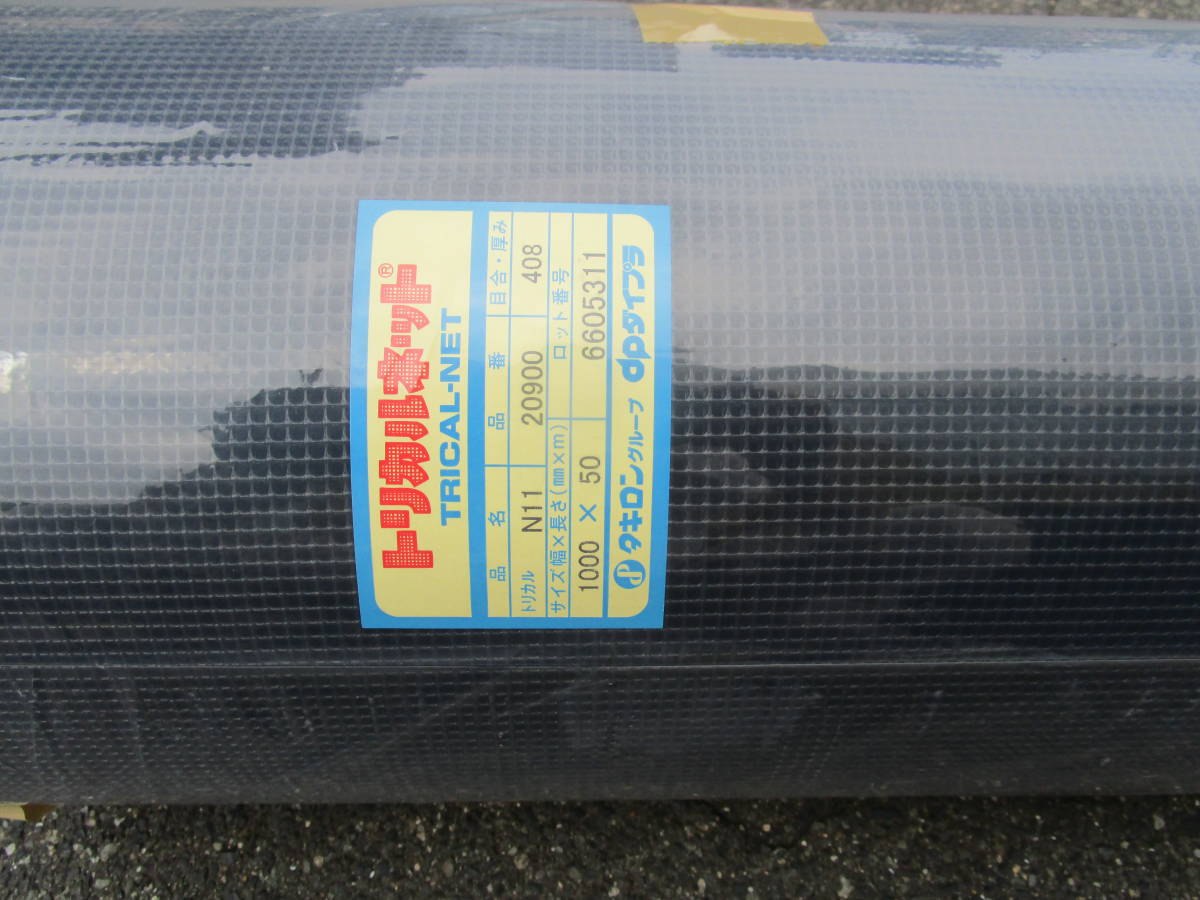 トリカルネット®
TRICAL-NET
品名 品番 目合・厚み
トリカル N11 20900 408
サイズ幅×長さ(mm×m) ロット番号
1000 × 50 6605311
タキロングループ dpダイプラ